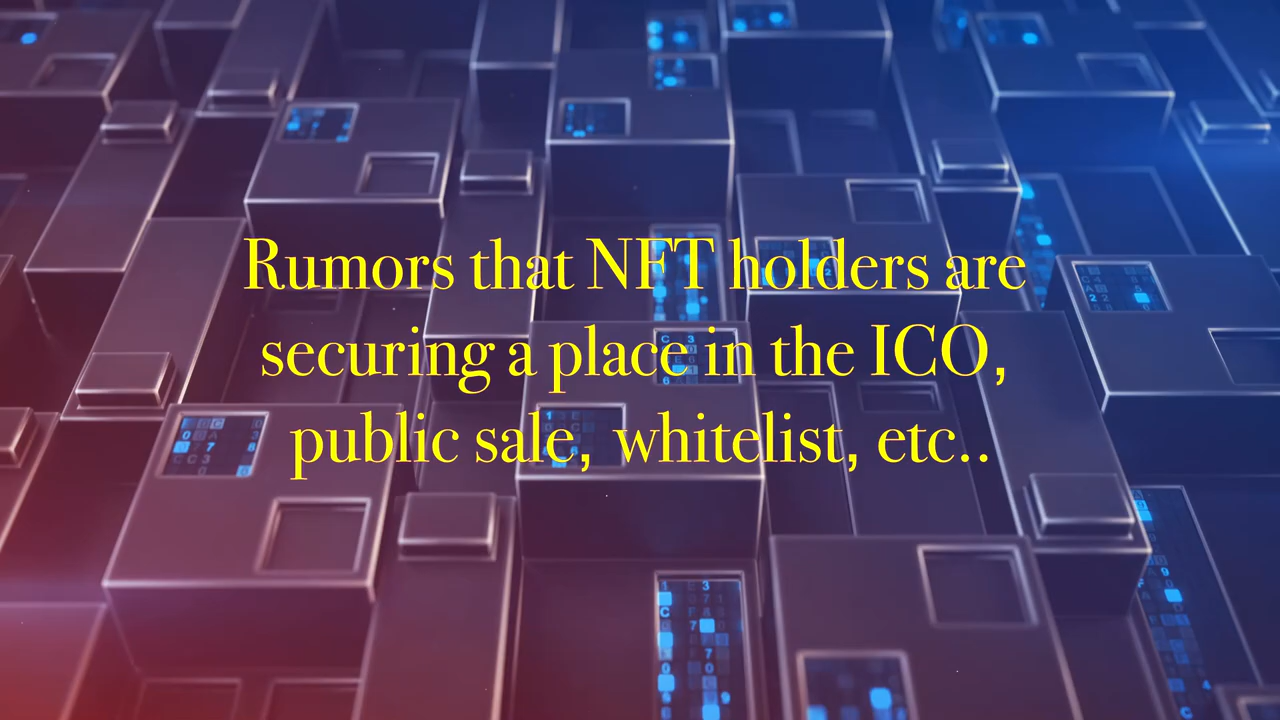 Rumors that NFT holders are
securing a place in the ICO,
public sale, whitelist, etc..